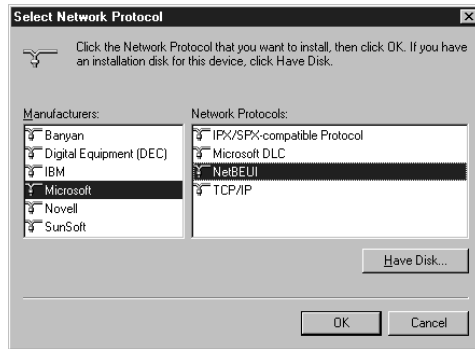 Select Network Protocol
Click the Network Protocol that you want to install, then click OK. If you have
an installation disk for this device, click Have Disk.
Manufacturers:
Banyan
Digital Equipment (DEC)
IBM
Microsoft
Novell
SunSoft
Network Protocols:
IPX/SPX-compatible Protocol
Microsoft DLC
NetBEUI
TCP/IP
Have Disk...
OK
Cancel